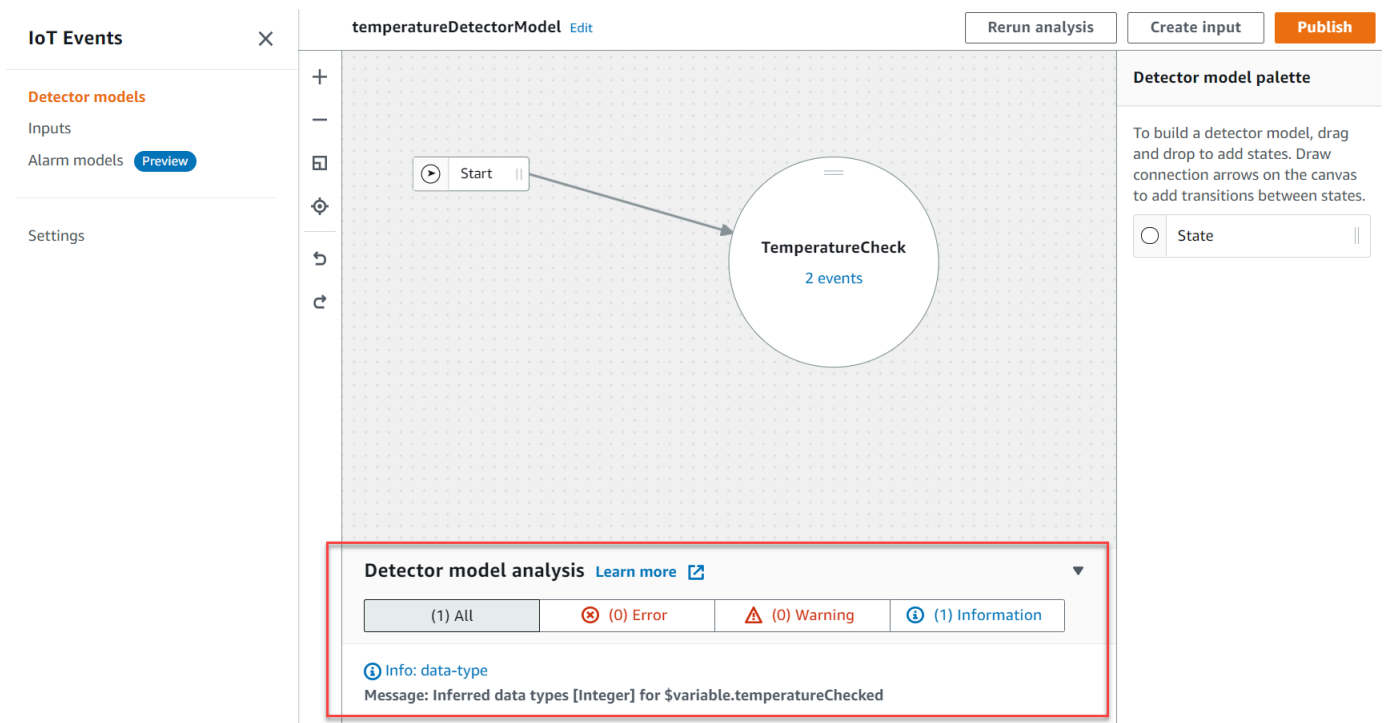 IoT Events
Detector models
Inputs
Alarm models Preview
Settings
temperatureDetectorModel Edit
Rerun analysis
Create input
Publish
Start
TemperatureCheck
2 events
Detector model palette
To build a detector model, drag
and drop to add states. Draw
connection arrows on the canvas
to add transitions between states.
State
Detector model analysis Learn more
(1) All
(0) Error
(0) Warning
(1) Information
Info: data-type
Message: Inferred data types [Integer] for $variable.temperatureChecked